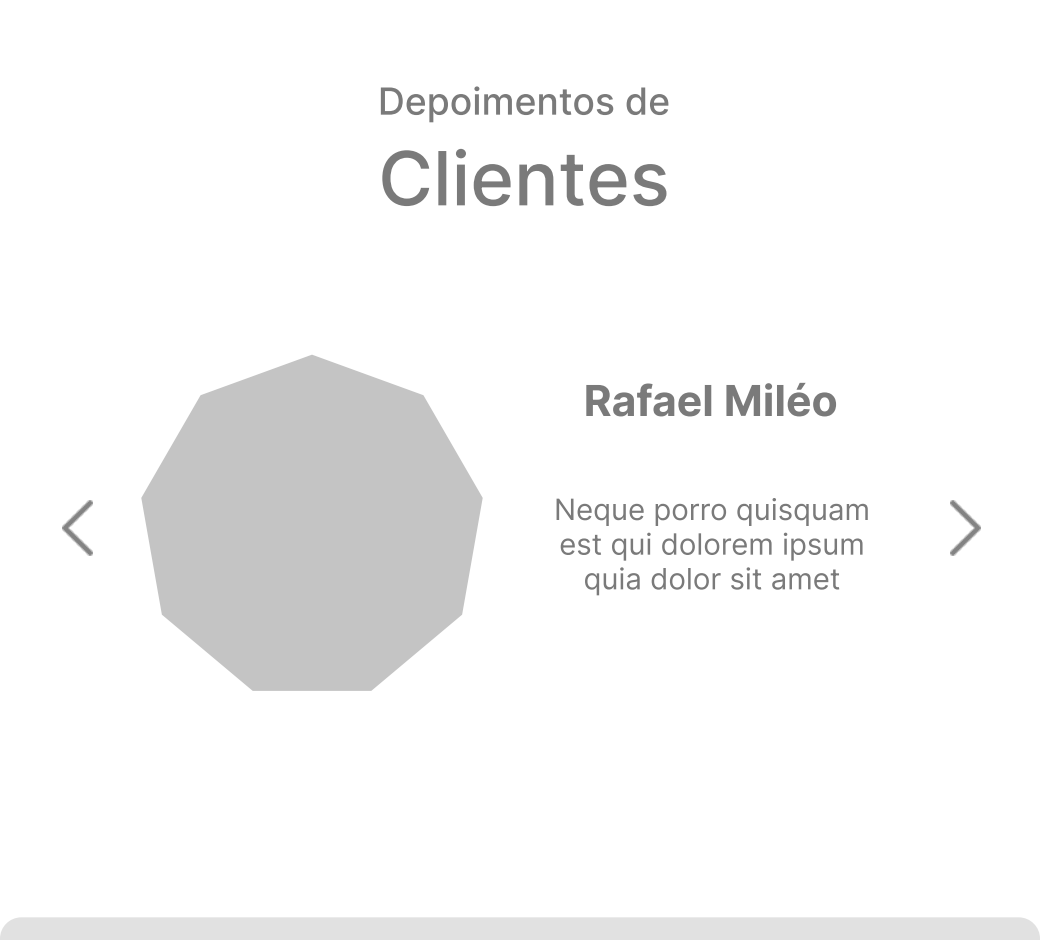 Depoimentos de
Clientes
Rafael Miléo
Neque porro quisquam
est qui dolorem ipsum
quia dolor sit amet